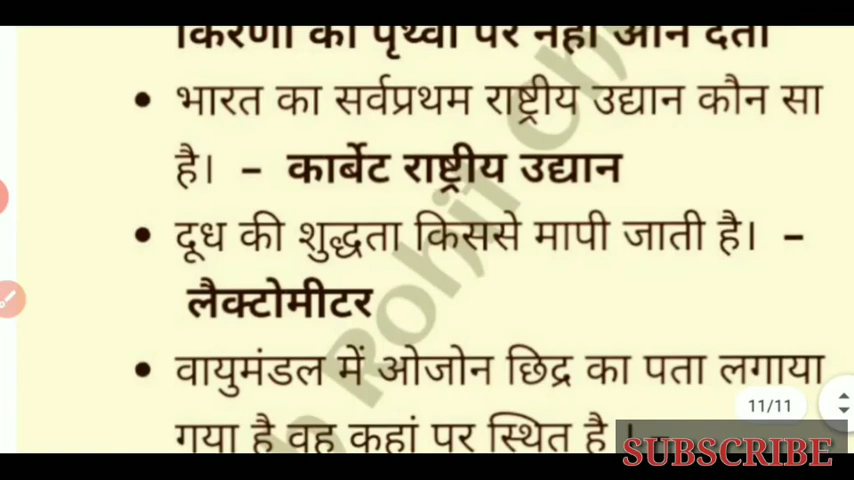 किरणों को पृथ्वी पर नहीं आने देती
• भारत का सर्वप्रथम राष्ट्रीय उद्यान कौन सा
है। - कार्बेट राष्ट्रीय उद्यान
• दूध की शुद्धता किससे मापी जाती है। -
लैक्टोमीटर
• वायुमंडल में ओजोन छिद्र का पता लगाया
11/11
गया है वह कहां पर स्थित है । -
SUBSCRIBE
Rohit